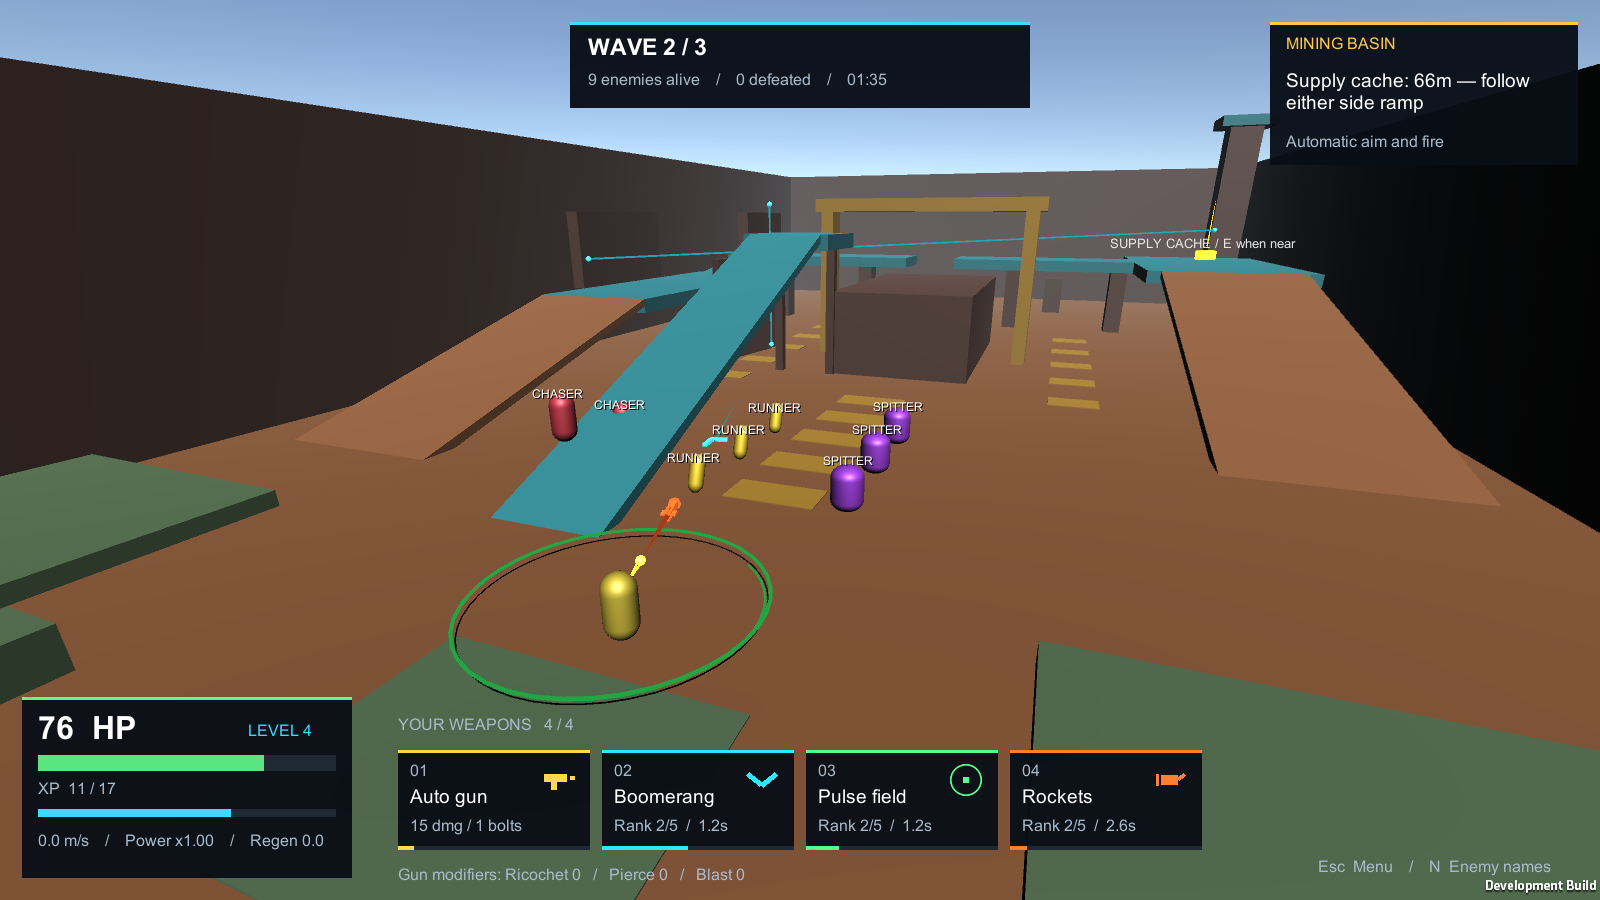 WAVE 2 / 3
9 enemies alive / 0 defeated / 01:35
MINING BASIN
Supply cache: 66m — follow
either side ramp
Automatic aim and fire
SUPPLY CACHE / E when near
CHASER
CHASER
RUNNER
SPITTER
RUNNER
SPITTER
RUNNER
SPITTER
76 HP
LEVEL 4
XP 11 / 17
0.0 m/s / Power x1.00 / Regen 0.0
YOUR WEAPONS 4 / 4
01
Auto gun
15 dmg / 1 bolts
02
Boomerang
Rank 2/5 / 1.2s
03
Pulse field
Rank 2/5 / 1.2s
04
Rockets
Rank 2/5 / 2.6s
Gun modifiers: Ricochet 0 / Pierce 0 / Blast 0
Esc Menu / N Enemy names
Development Build